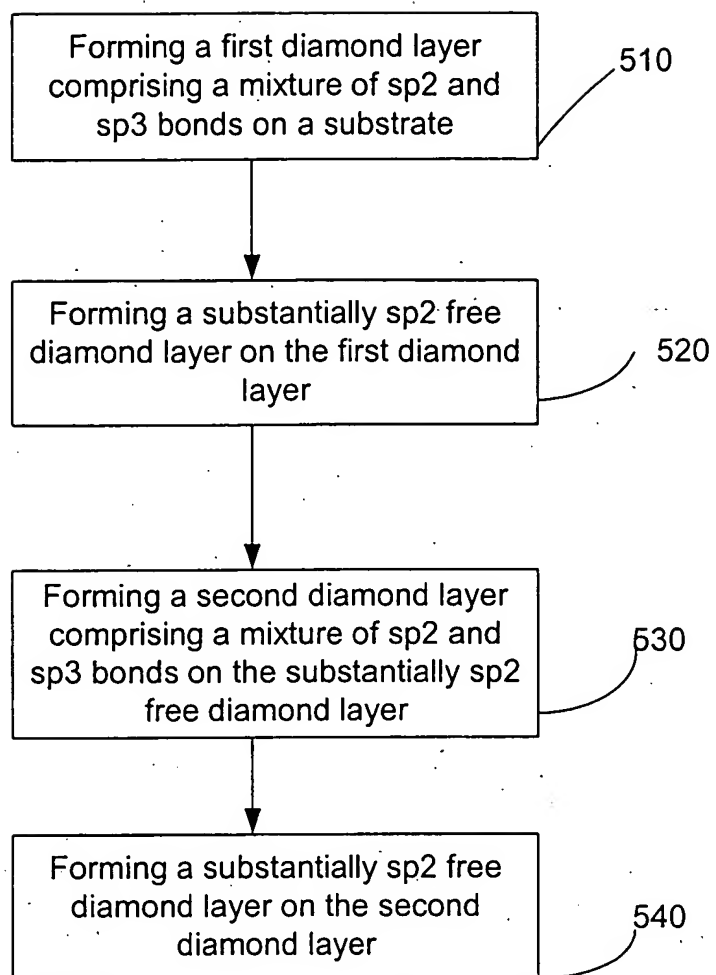 Forming a first diamond layer
comprising a mixture of sp2 and
sp3 bonds on a substrate
510
Forming a substantially sp2 free
diamond layer on the first diamond
layer
520
Forming a second diamond layer
comprising a mixture of sp2 and
sp3 bonds on the substantially sp2
free diamond layer
530
Forming a substantially sp2 free
diamond layer on the second
diamond layer
540